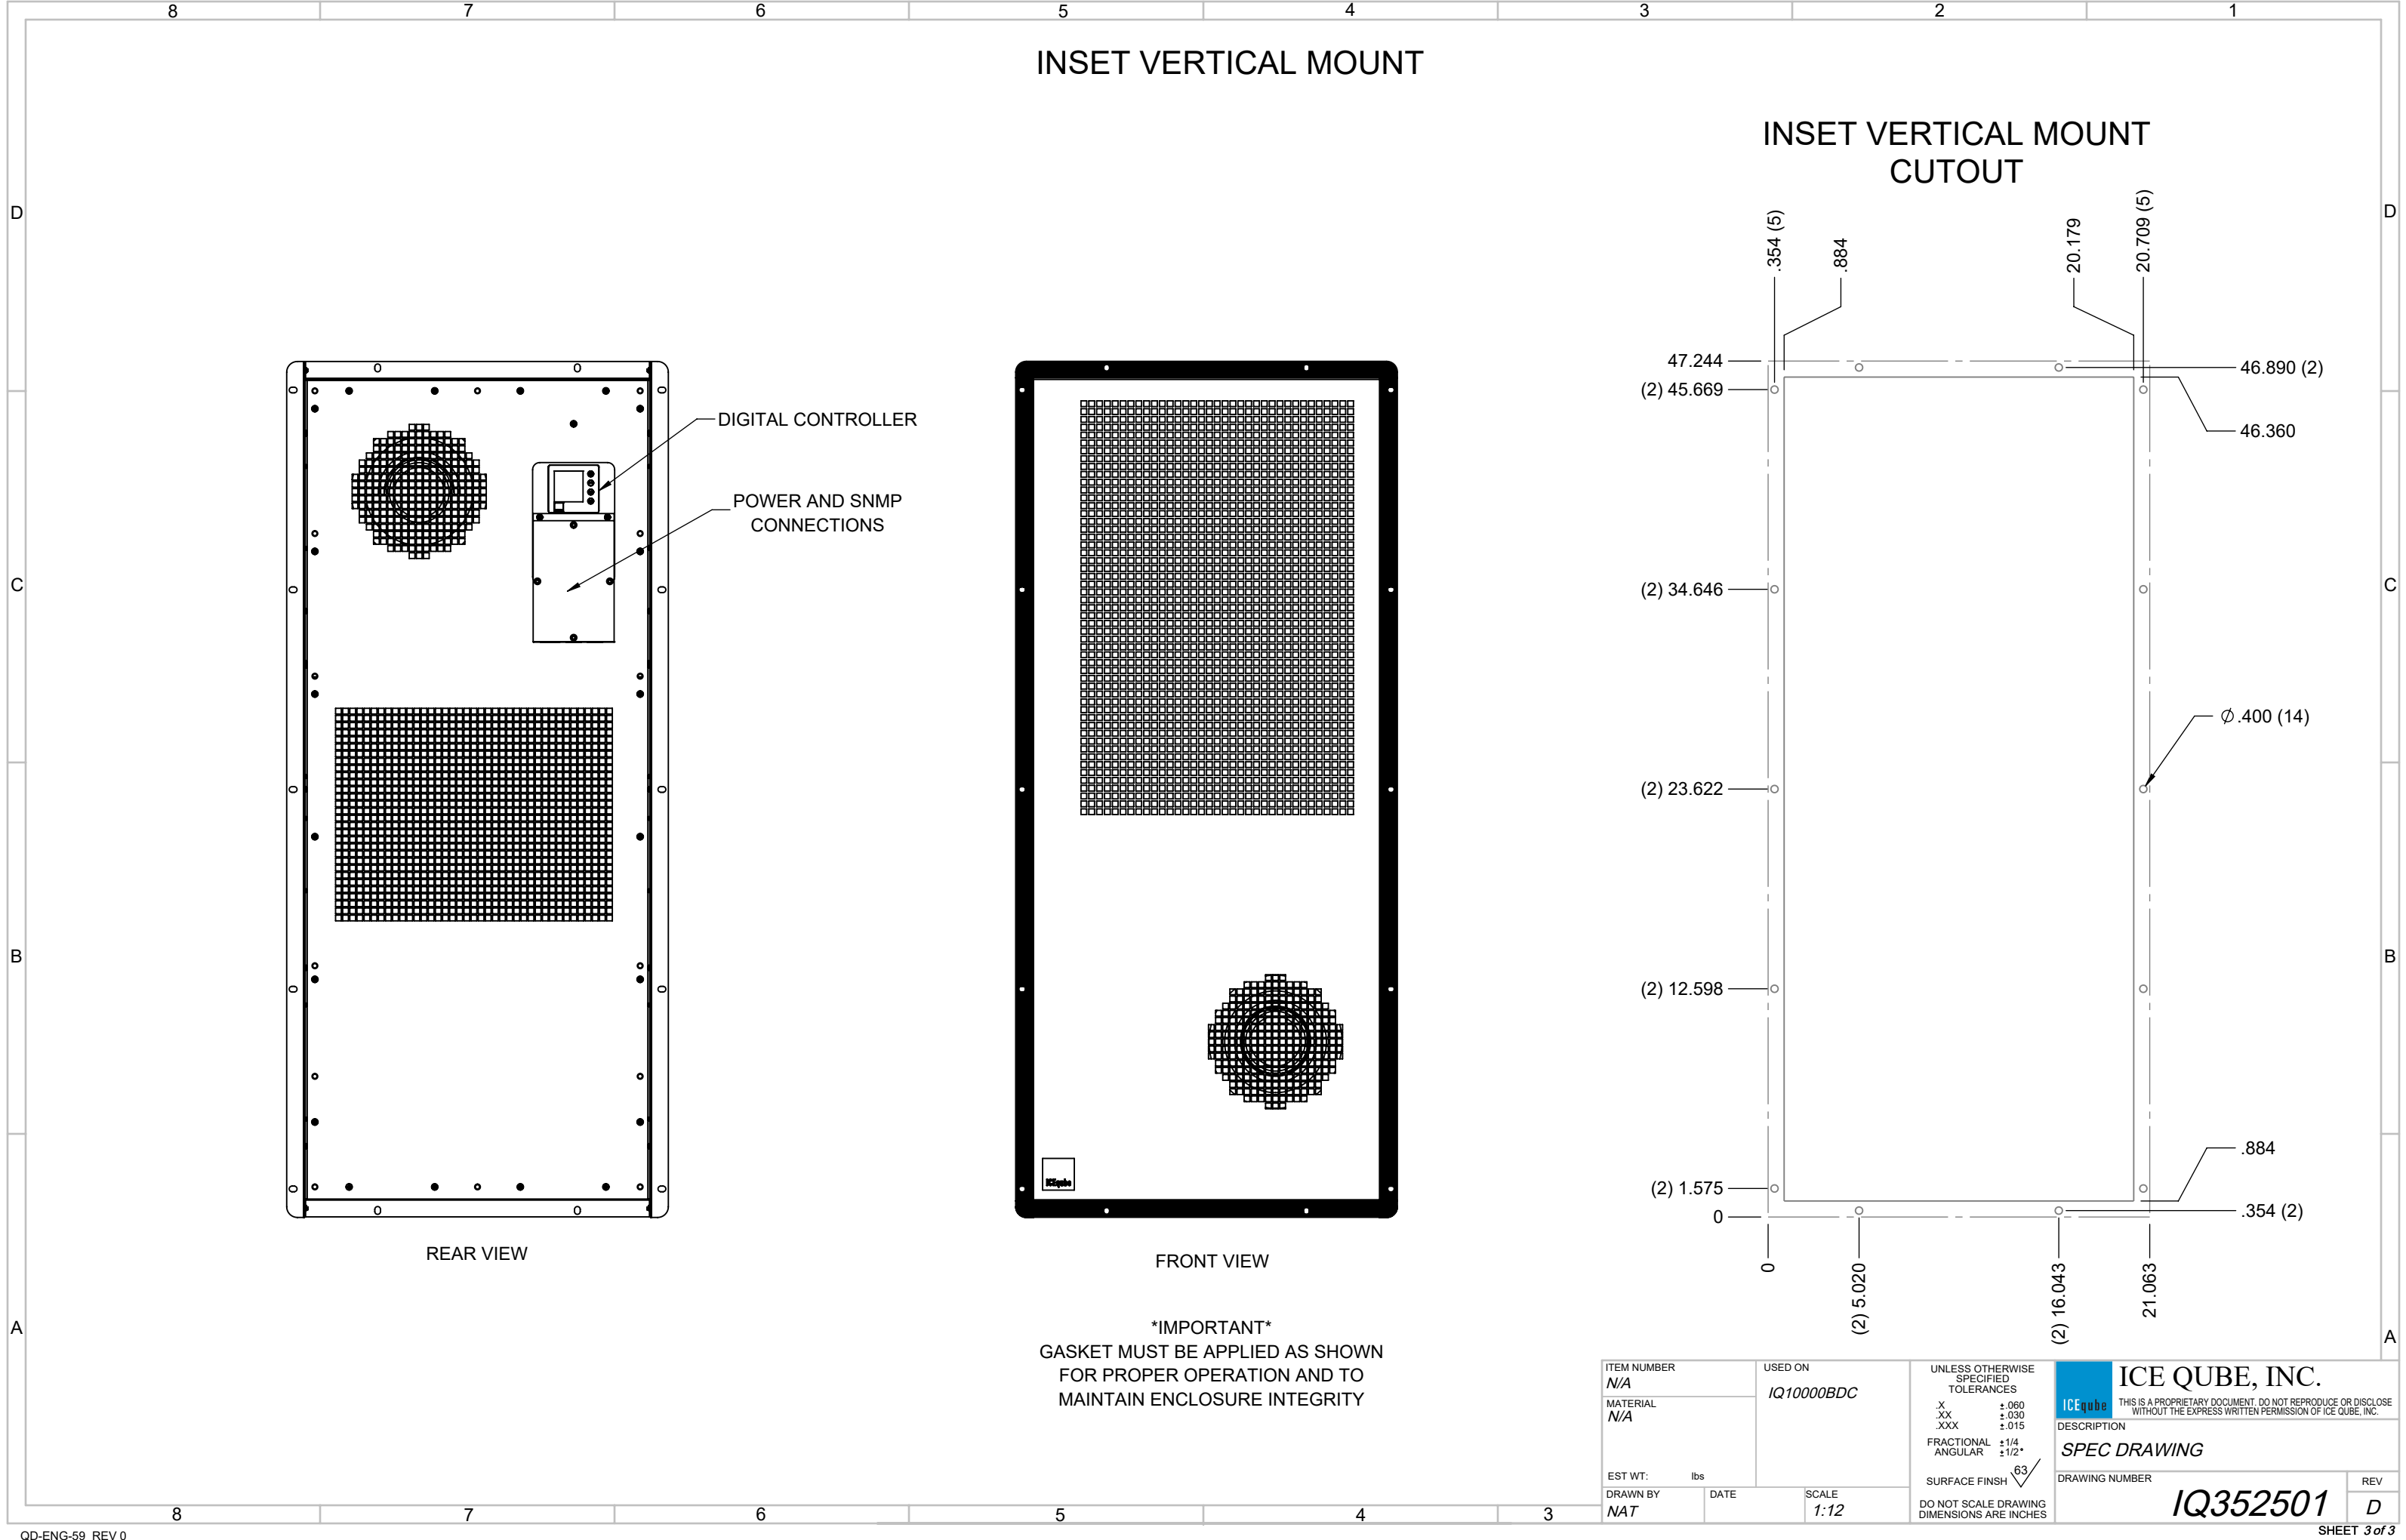 8 7 6 5 4 3 2 1
INSET VERTICAL MOUNT
INSET VERTICAL MOUNT
CUTOUT
D
D
.354 (5)
.884
20.179
20.709 (5)
47.244
(2) 45.669
46.890 (2)
46.360
DIGITAL CONTROLLER
POWER AND SNMP
CONNECTIONS
C
C
(2) 34.646
Ø.400 (14)
(2) 23.622
B
B
(2) 12.598
.884
(2) 1.575
.354 (2)
0
0
(2) 5.020
(2) 16.043
21.063
ICEqube
REAR VIEW
FRONT VIEW
A
A
*IMPORTANT*
GASKET MUST BE APPLIED AS SHOWN
FOR PROPER OPERATION AND TO
MAINTAIN ENCLOSURE INTEGRITY
ITEM NUMBER
N/A
MATERIAL
N/A
EST WT: lbs
USED ON
IQ10000BDC
DRAWN BY
NAT
DATE
SCALE
1:12
UNLESS OTHERWISE
SPECIFIED
TOLERANCES
.X ±.060
.XX ±.030
.XXX ±.015
FRACTIONAL ±1/4
ANGULAR ±1/2°
SURFACE FINSH 63
DO NOT SCALE DRAWING
DIMENSIONS ARE INCHES
ICEqube
ICE QUBE, INC.
THIS IS A PROPRIETARY DOCUMENT. DO NOT REPRODUCE OR DISCLOSE
WITHOUT THE EXPRESS WRITTEN PERMISSION OF ICE QUBE, INC.
DESCRIPTION
SPEC DRAWING
DRAWING NUMBER
IQ352501
REV
D
8 7 6 5 4 3
SHEET 3 of 3
QD-ENG-59 REV 0